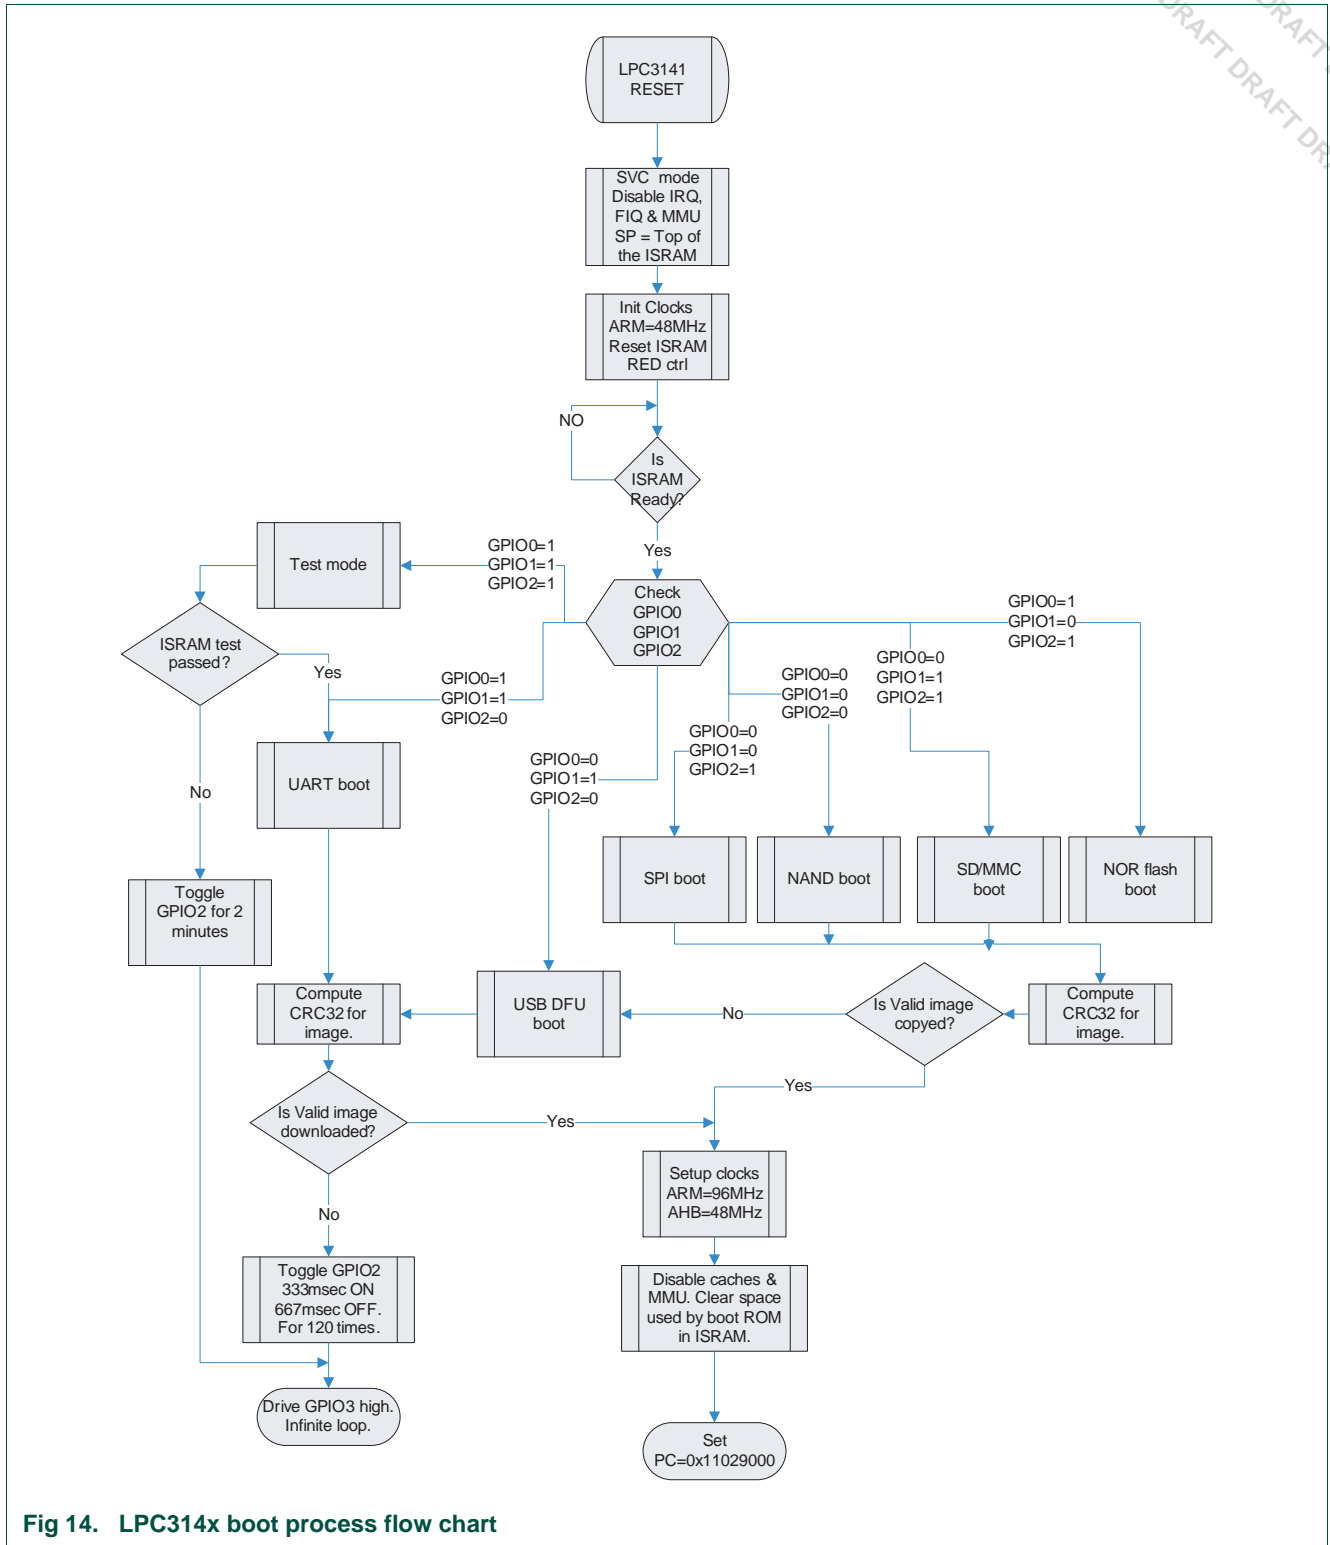 DRAFT DRAFT DRA
DRAFT
LPC3141
RESET
SVC mode
Disable IRQ,
FIQ & MMU
SP = Top of
the ISRAM
Init Clocks
ARM=48MHz
Reset ISRAM
RED ctrl
NO
Is
ISRAM
Ready?
Yes
Test mode
GPIO0=1
GPIO1=1
GPIO2=1
Check
GPIO0
GPIO1
GPIO2
GPIO0=1
GPIO1=0
GPIO2=1
ISRAM test
passed?
Yes
GPIO0=1
GPIO1=1
GPIO2=0
GPIO0=0
GPIO1=0
GPIO2=0
GPIO0=0
GPIO1=1
GPIO2=1
GPIO0=0
GPIO1=0
GPIO2=1
GPIO0=0
GPIO1=1
GPIO2=0
No
UART boot
SPI boot
NAND boot
SD/MMC
boot
NOR flash
boot
Toggle
GPIO2 for 2
minutes
Compute
CRC32 for
image.
USB DFU
boot
No
Is Valid image
copyed?
Compute
CRC32 for
image.
Yes
Is Valid image
downloaded?
Yes
Setup clocks
ARM=96MHz
AHB=48MHz
No
Toggle GPIO2
333msec ON
667msec OFF.
For 120 times.
Disable caches &
MMU. Clear space
used by boot ROM
in ISRAM.
Drive GPIO3 high.
Infinite loop.
Set
PC=0x11029000
Fig 14. LPC314x boot process flow chart